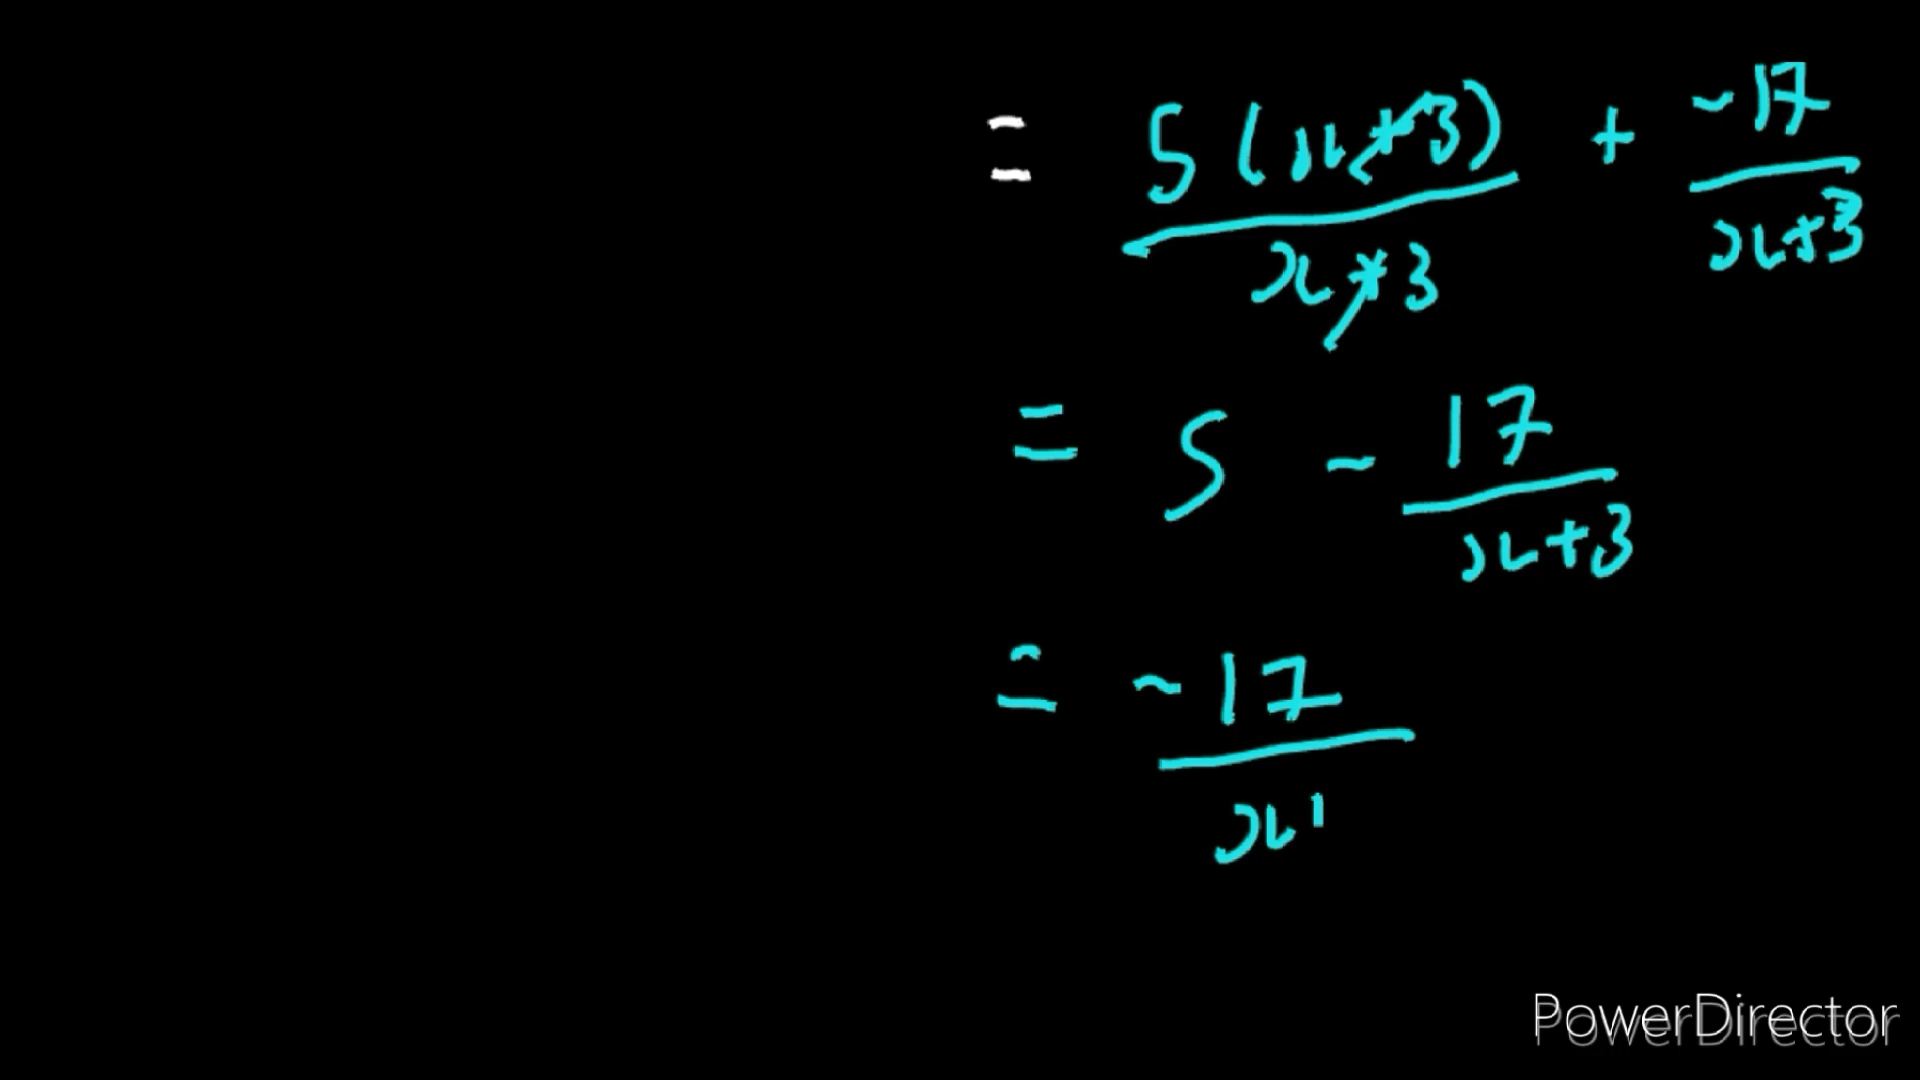 = 5(x+3)/x+3 + -17/x+3
= 5 - 17/x+3
= -17/x
PowerDirector